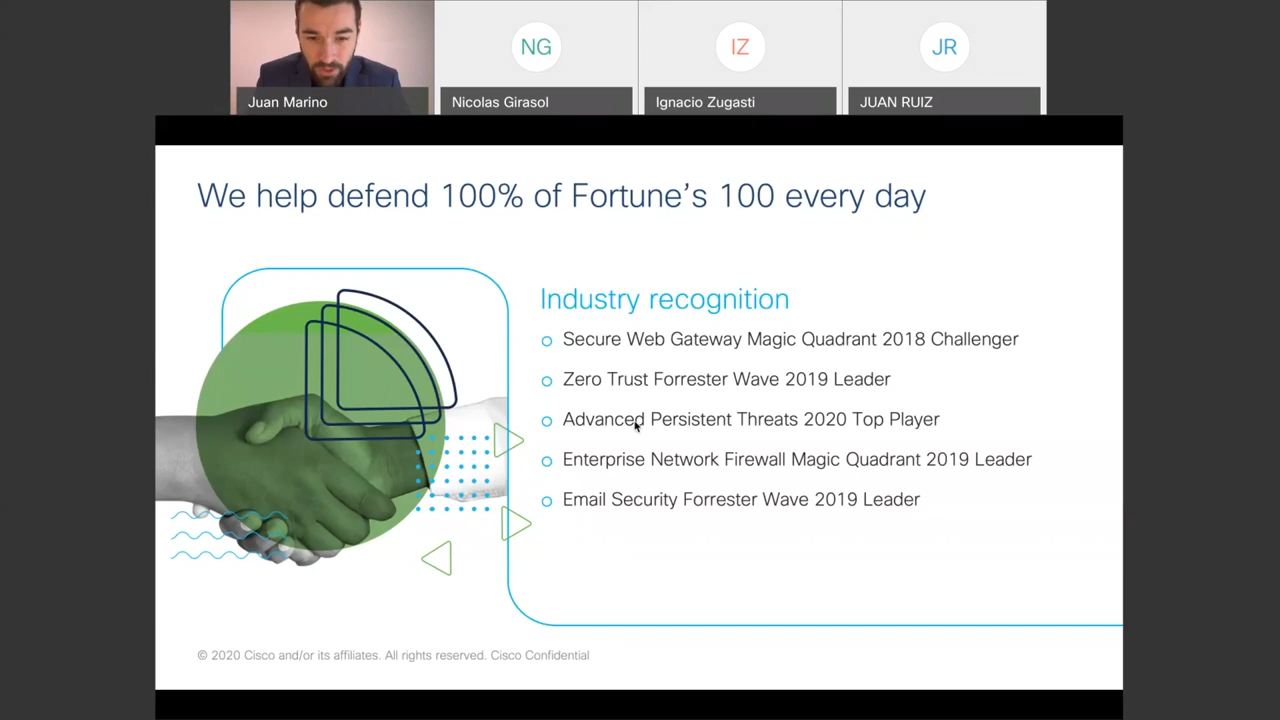 NG
IZ
JR
Juan Marino
Nicolas Girasol
Ignacio Zugasti
JUAN RUIZ
We help defend 100% of Fortune’s 100 every day
Industry recognition
Secure Web Gateway Magic Quadrant 2018 Challenger
Zero Trust Forrester Wave 2019 Leader
Advanced Persistent Threats 2020 Top Player
Enterprise Network Firewall Magic Quadrant 2019 Leader
Email Security Forrester Wave 2019 Leader
© 2020 Cisco and/or its affiliates. All rights reserved. Cisco Confidential